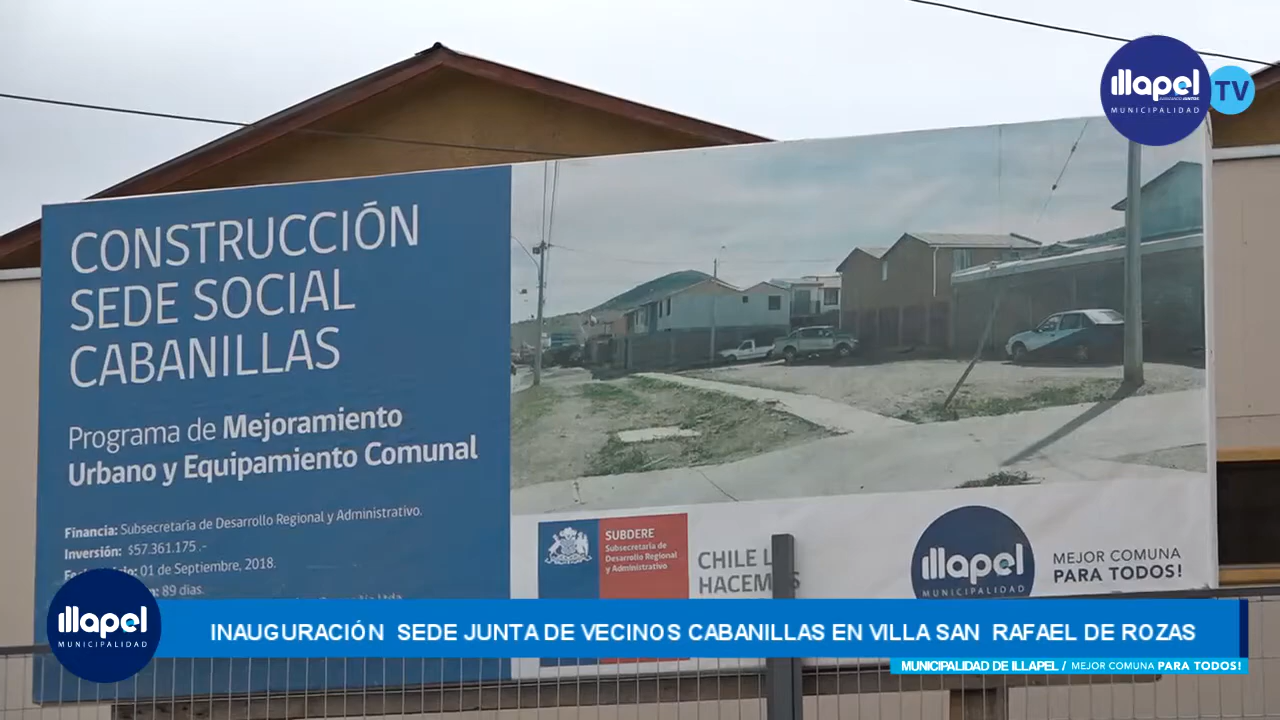 illapel
MUNICIPALIDAD
TV
CONSTRUCCIÓN
SEDE SOCIAL
CABANILLAS
Programa de Mejoramiento
Urbano y Equipamiento Comunal
Financia: Subsecretaría de Desarrollo Regional y Administrativo.
Inversión: $57.361.175.-
01 de Septiembre, 2018.
89 días.
SUBDERE
Subsecretaría de
Desarrollo Regional
y Administrativo
CHILE L
HACEM S
illapel
MUNICIPALIDAD
MEJOR COMUNA
PARA TODOS!
illapel
MUNICIPALIDAD
INAUGURACIÓN SEDE JUNTA DE VECINOS CABANILLAS EN VILLA SAN RAFAEL DE ROZAS
MUNICIPALIDAD DE ILLAPEL / MEJOR COMUNA PARA TODOS!